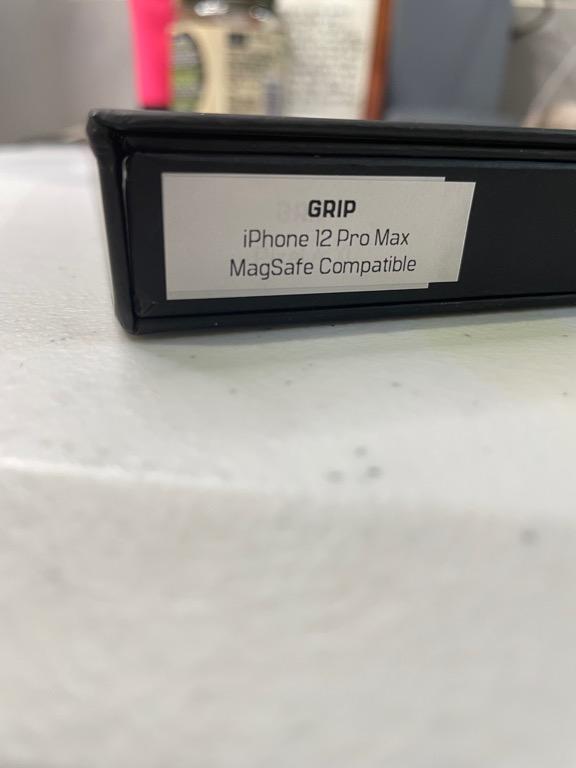 GRIP
iPhone 12 Pro Max
MagSafe Compatible